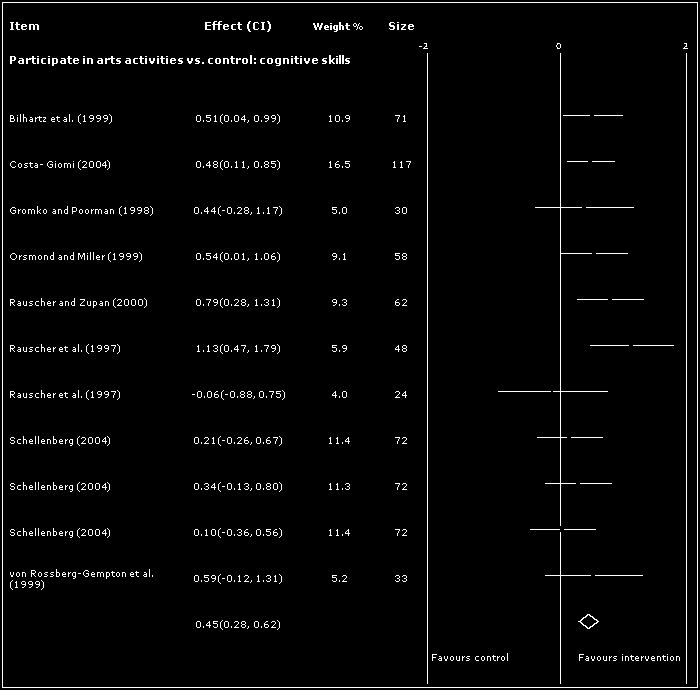 Item Effect (CI) Weight % Size
-2 0 2
Participate in arts activities vs. control: cognitive skills
Bilhartz et al. (1999) 0.51(0.04, 0.99) 10.9 71
Costa- Giomi (2004) 0.48(0.11, 0.85) 16.5 117
Gromko and Poorman (1998) 0.44(-0.28, 1.17) 5.0 30
Orsmond and Miller (1999) 0.54(0.01, 1.06) 9.1 58
Rauscher and Zupan (2000) 0.79(0.28, 1.31) 9.3 62
Rauscher et al. (1997) 1.13(0.47, 1.79) 5.9 48
Rauscher et al. (1997) -0.06(-0.88, 0.75) 4.0 24
Schellenberg (2004) 0.21(-0.26, 0.67) 11.4 72
Schellenberg (2004) 0.34(-0.13, 0.80) 11.3 72
Schellenberg (2004) 0.10(-0.36, 0.56) 11.4 72
von Rossberg-Gempton et al. 0.59(-0.12, 1.31) 5.2 33
(1999)
0.45(0.28, 0.62)
Favours control Favours intervention